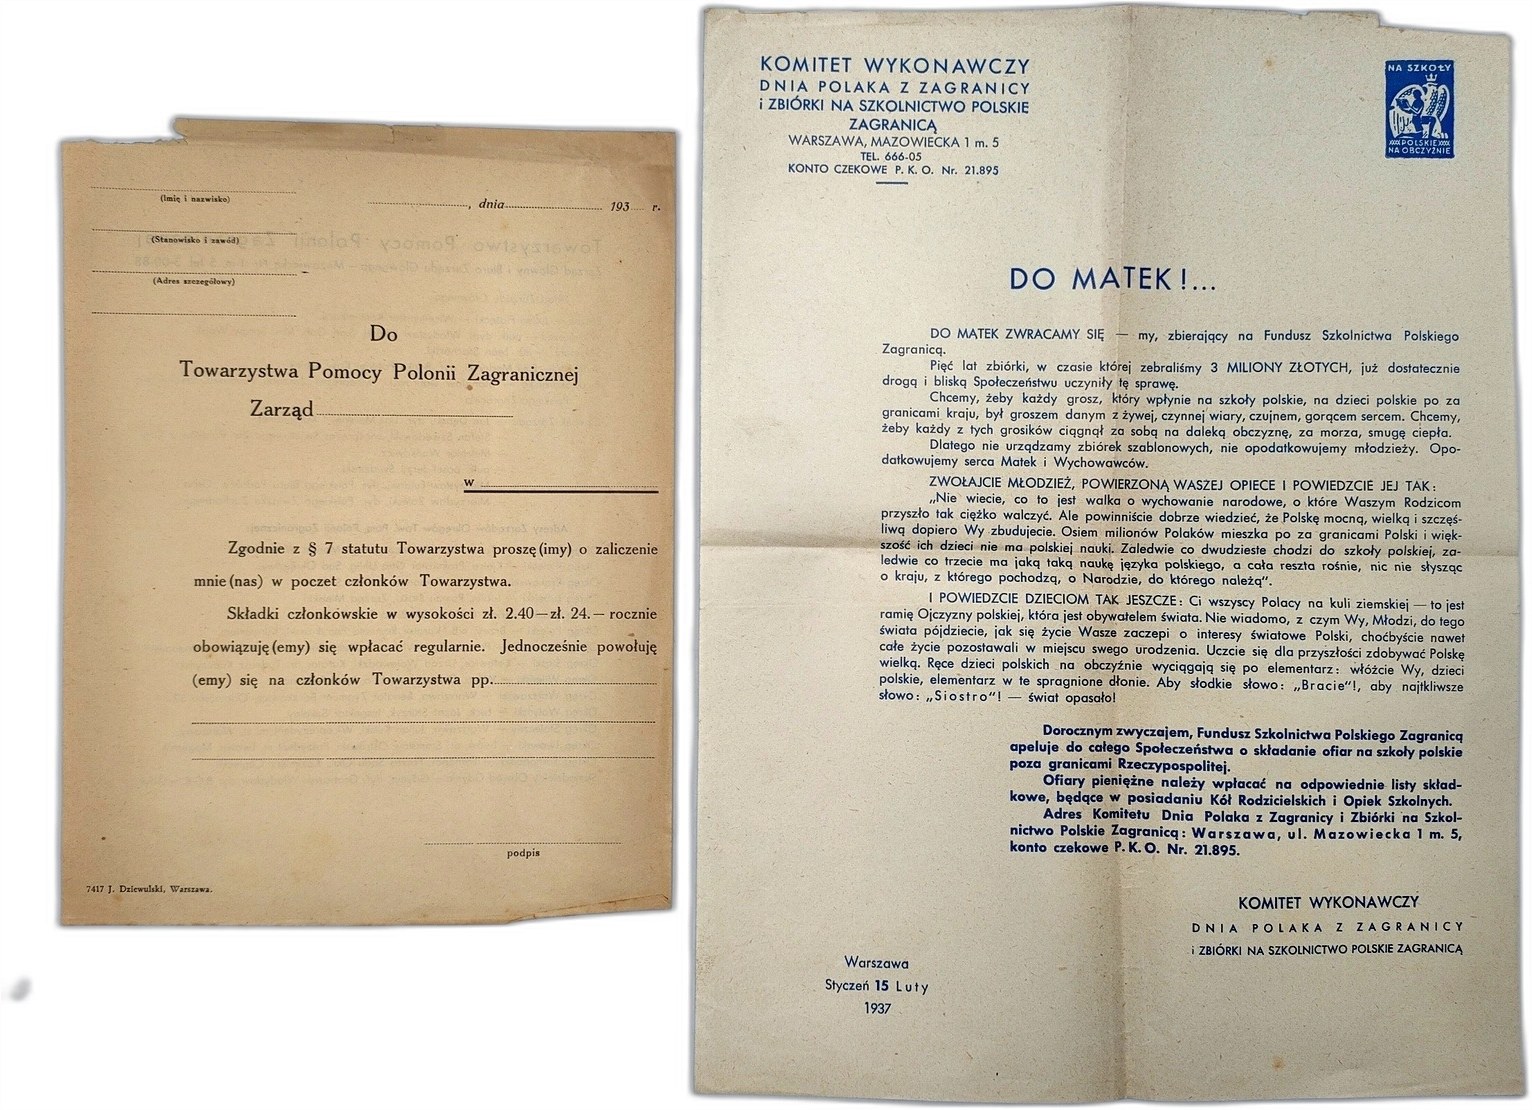 (Imię i nazwisko)
, dnia 193 r.
(Stanowisko i zawód)
(Adres szczegółowy)
Do
Towarzystwa Pomocy Polonii Zagranicznej
Zarząd
w
Zgodnie z § 7 statutu Towarzystwa proszę(imy) o zaliczenie
mnie(nas) w poczet członków Towarzystwa.
Składki członkowskie w wysokości zł. 2.40—zł. 24.— rocznie
obowiązuję(emy) się wpłacać regularnie. Jednocześnie powołuję
(emy) się na członków Towarzystwa pp.
podpis
7417 J. Dziewulski, Warszawa.
KOMITET WYKONAWCZY
DNIA POLAKA Z ZAGRANICY
i ZBIÓRKI NA SZKOLNICTWO POLSKIE
ZAGRANICĄ
WARSZAWA, MAZOWIECKA 1 m. 5
TEL. 666-05
KONTO CZEKOWE P. K. O. Nr. 21.895
NA SZKOŁY
POLSKIE
NA OBCZYŹNIE
DO MATEK!...
DO MATEK ZWRACAMY SIĘ — my, zbierający na Fundusz Szkolnictwa Polskiego
Zagranicą.
Pięć lat zbiórki, w czasie której zebraliśmy 3 MILIONY ZŁOTYCH, już dostatecznie
drogą i bliską Społeczeństwu uczyniły tę sprawę.
Chcemy, żeby każdy grosz, który wpłynie na szkoły polskie, na dzieci polskie po za
granicami kraju, był groszem danym z żywej, czynnej wiary, czujnem, gorącem sercem. Chcemy,
żeby każdy z tych grosików ciągnął za sobą na daleką obczyznę, za morza, smugę ciepła.
Dlatego nie urządzamy zbiórek szablonowych, nie opodatkowujemy młodzieży. Opo-
datkowujemy serca Matek i Wychowawców.
ZWOŁAJCIE MŁODZIEŻ, POWIERZONĄ WASZEJ OPIECE I POWIEDZCIE JEJ TAK:
„Nie wiecie, co to jest walka o wychowanie narodowe, o które Waszym Rodzicom
przyszło tak ciężko walczyć. Ale powinniście dobrze wiedzieć, że Polskę mocną, wielką i szczęś-
liwą dopiero Wy zbudujecie. Osiem milionów Polaków mieszka po za granicami Polski i więk-
szość ich dzieci nie ma polskiej nauki. Zaledwie co dwudzieste chodzi do szkoły polskiej, za-
ledwie co trzecie ma jaką taką naukę języka polskiego, a cała reszta rośnie, nic nie słysząc
o kraju, z którego pochodzą, o Narodzie, do którego należą“.
I POWIEDZCIE DZIECIOM TAK JESZCZE: Ci wszyscy Polacy na kuli ziemskiej — to jest
ramię Ojczyzny polskiej, która jest obywatelem świata. Nie wiadomo, z czym Wy, Młodzi, do tego
świata pójdziecie, jak się życie Wasze zaczepi o interesy światowe Polski, choćbyście nawet
całe życie pozostawali w miejscu swego urodzenia. Uczcie się dla przyszłości zdobywać Polskę
wielką. Ręce dzieci polskich na obczyźnie wyciągają się po elementarz: włóżcie Wy, dzieci
polskie, elementarz w te spragnione dłonie. Aby słodkie słowo: „Bracie“!, aby najtkliwsze
słowo: „Siostro“! — świat opasało!
Dorocznym zwyczajem, Fundusz Szkolnictwa Polskiego Zagranicą
apeluje do całego Społeczeństwa o składanie ofiar na szkoły polskie
poza granicami Rzeczypospolitej.
Ofiary pieniężne należy wpłacać na odpowiednie listy skład-
kowe, będące w posiadaniu Kół Rodzicielskich i Opiek Szkolnych.
Adres Komitetu Dnia Polaka z Zagranicy i Zbiórki na Szkol-
nictwo Polskie Zagranicą: Warszawa, ul. Mazowiecka 1 m. 5,
konto czekowe P. K. O. Nr. 21.895.
KOMITET WYKONAWCZY
DNIA POLAKA Z ZAGRANICY
i ZBIÓRKI NA SZKOLNICTWO POLSKIE ZAGRANICĄ
Warszawa
Styczeń 15 Luty
1937